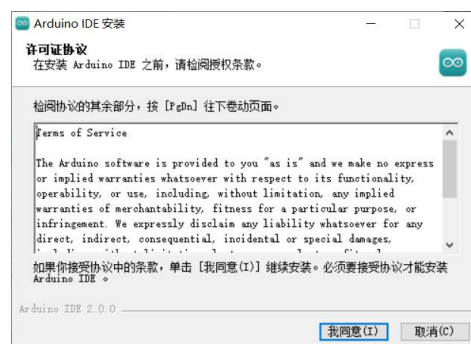 Arduino IDE 安装
许可证协议
在安装 Arduino IDE 之前，请检阅授权条款。
检阅协议的其余部分，按 [PgDn] 往下卷动页面。
Terms of Service
The Arduino software is provided to you "as is" and we make no express
or implied warranties whatsoever with respect to its functionality,
operability, or use, including, without limitation, any implied
warranties of merchantability, fitness for a particular purpose, or
infringement. We expressly disclaim any liability whatsoever for any
direct, indirect, consequential, incidental or special damages,
如果你接受协议中的条款，单击 [我同意(I)] 继续安装。必须要接受协议才能安装
Arduino IDE 。
Arduino IDE 2.0.0
我同意(I)
取消(C)